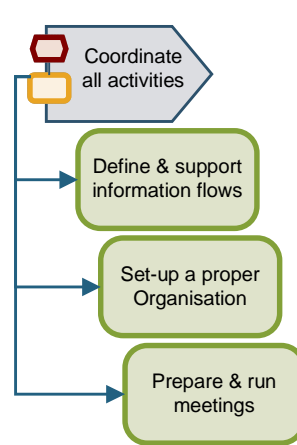 Coordinate
all activities
Define & support
information flows
Set-up a proper
Organisation
Prepare & run
meetings